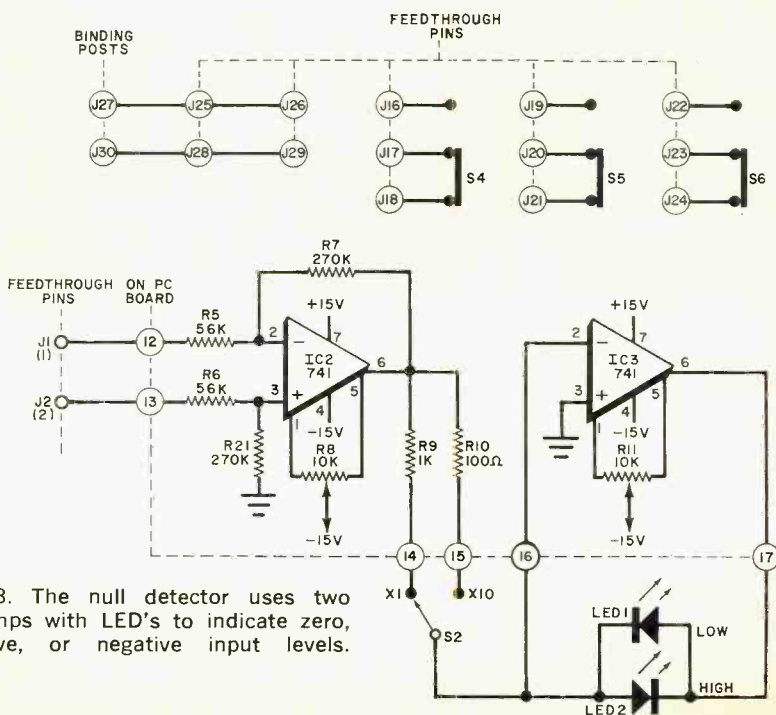 FEEDTHROUGH
PINS
BINDING
POSTS
J27 J25 J26 J16 J19 J22
J30 J28 J29 J17 S4 J20 S5 J23 S6
J18 J21 J24
R7
270K
FEEDTHROUGH
PINS
ON PC
BOARD
+15V
+15V
J1
(1)
12
R5
56K
2
−
7
IC2
741
6
2
−
7
IC3
741
6
J2
(2)
13
R6
56K
3
+
4
5
1
−15V
3
+
4
5
1
−15V
R21
270K
R8
10K
R9
1K
R10
100Ω
R11
10K
−15V
−15V
14 15 16 17
X1 X10
S2
LED1
LOW
HIGH
LED2
3. The null detector uses two
mps with LED's to indicate zero,
ve, or negative input levels.